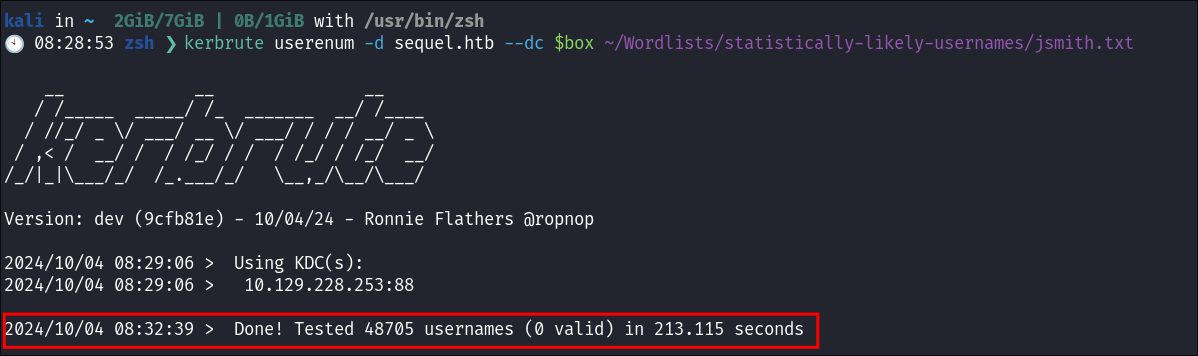 kali in ~  2GiB/7GiB | 0B/1GiB with /usr/bin/zsh
🕙 08:28:53 zsh ❯ kerbrute userenum -d sequel.htb --dc $box ~/Wordlists/statistically-likely-usernames/jsmith.txt
    __             __               __
   / /_____  _____/ /_  _______  __/ /____
  / //_/ _ \/ ___/ __ \/ ___/ / / / __/ _ \
 / ,< /  __/ /  / /_/ / /  / /_/ / /_/  __/
/_/|_|\___/_/  /_.___/_/   \__,_/\__/\___/
Version: dev (9cfb81e) - 10/04/24 - Ronnie Flathers @ropnop
2024/10/04 08:29:06 >  Using KDC(s):
2024/10/04 08:29:06 >   10.129.228.253:88
2024/10/04 08:32:39 >  Done! Tested 48705 usernames (0 valid) in 213.115 seconds